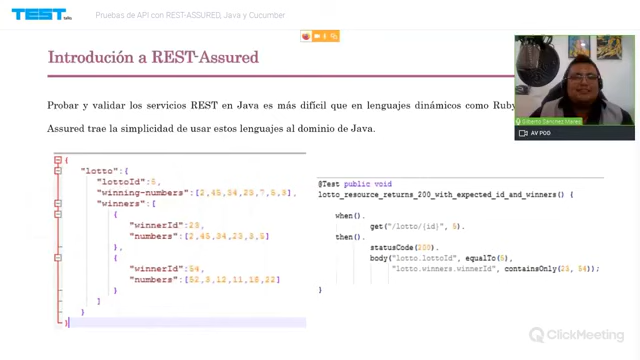 TEST
Pruebas de API con REST-ASSURED, Java y Cucumber
Introdución a REST-Assured
Probar y validar los servicios REST en Java es más difícil que en lenguajes dinámicos como Ruby
Assured trae la simplicidad de usar estos lenguajes al dominio de Java.
Gilberto Sánchez Mares
AV POD
{
"lotto":{
"lottoId":5,
"winning-numbers":[2,45,34,23,7,5,3],
"winners":[
{
"winnerId":23,
"numbers":[2,45,34,23,3,5]
},
{
"winnerId":54,
"numbers":[52,3,12,11,18,22]
}
]
}
}
@Test public void
lotto_resource_returns_200_with_expected_id_and_winners() {
when().
get("/lotto/{id}", 5).
then().
statusCode(200).
body("lotto.lottoId", equalTo(5),
"lotto.winners.winnerId", containsOnly(23, 54));
}
ClickMeeting